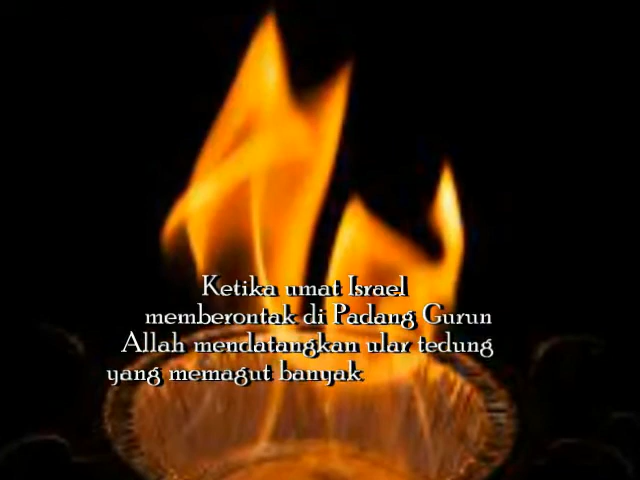 Ketika umat Israel
memberontak di Padang Gurun
Allah mendatangkan ular tedung
yang memagut banyak